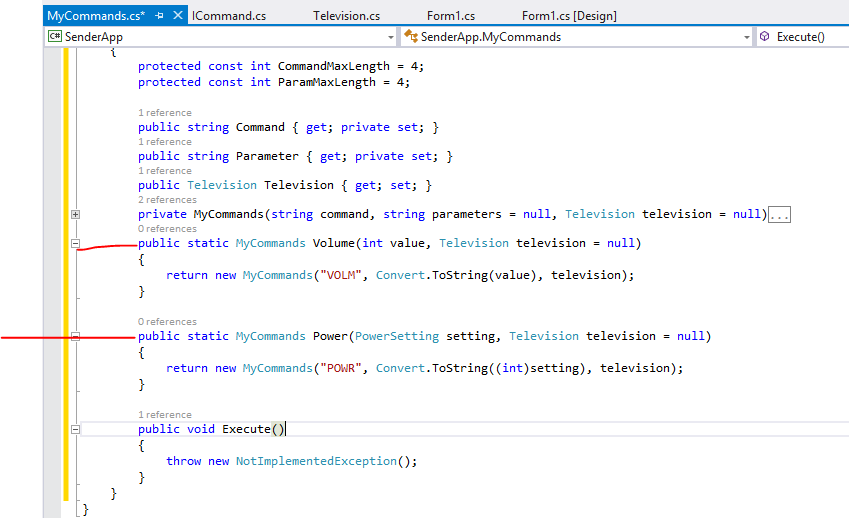 MyCommands.cs* ICommand.cs Television.cs Form1.cs Form1.cs [Design]
C# SenderApp SenderApp.MyCommands Execute()
{
protected const int CommandMaxLength = 4;
protected const int ParamMaxLength = 4;
1 reference
public string Command { get; private set; }
1 reference
public string Parameter { get; private set; }
1 reference
public Television Television { get; set; }
2 references
private MyCommands(string command, string parameters = null, Television television = null)...
0 references
public static MyCommands Volume(int value, Television television = null)
{
return new MyCommands("VOLM", Convert.ToString(value), television);
}
0 references
public static MyCommands Power(PowerSetting setting, Television television = null)
{
return new MyCommands("POWR", Convert.ToString((int)setting), television);
}
1 reference
public void Execute()
{
throw new NotImplementedException();
}
}
}